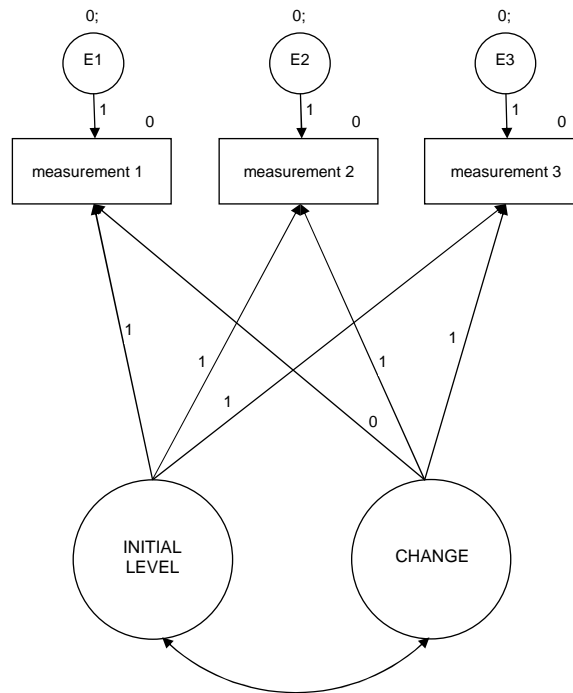 0; 0; 0;
E1 E2 E3
1 1 1
0 0 0
measurement 1 measurement 2 measurement 3
1 1 1 1 1 0
INITIAL
LEVEL
CHANGE